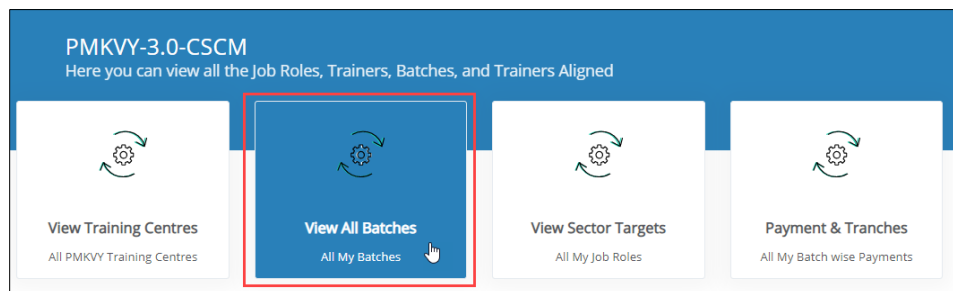 PMKVY-3.0-CSCM
Here you can view all the Job Roles, Trainers, Batches, and Trainers Aligned
View Training Centres
All PMKVY Training Centres
View All Batches
All My Batches
View Sector Targets
All My Job Roles
Payment & Tranches
All My Batch wise Payments